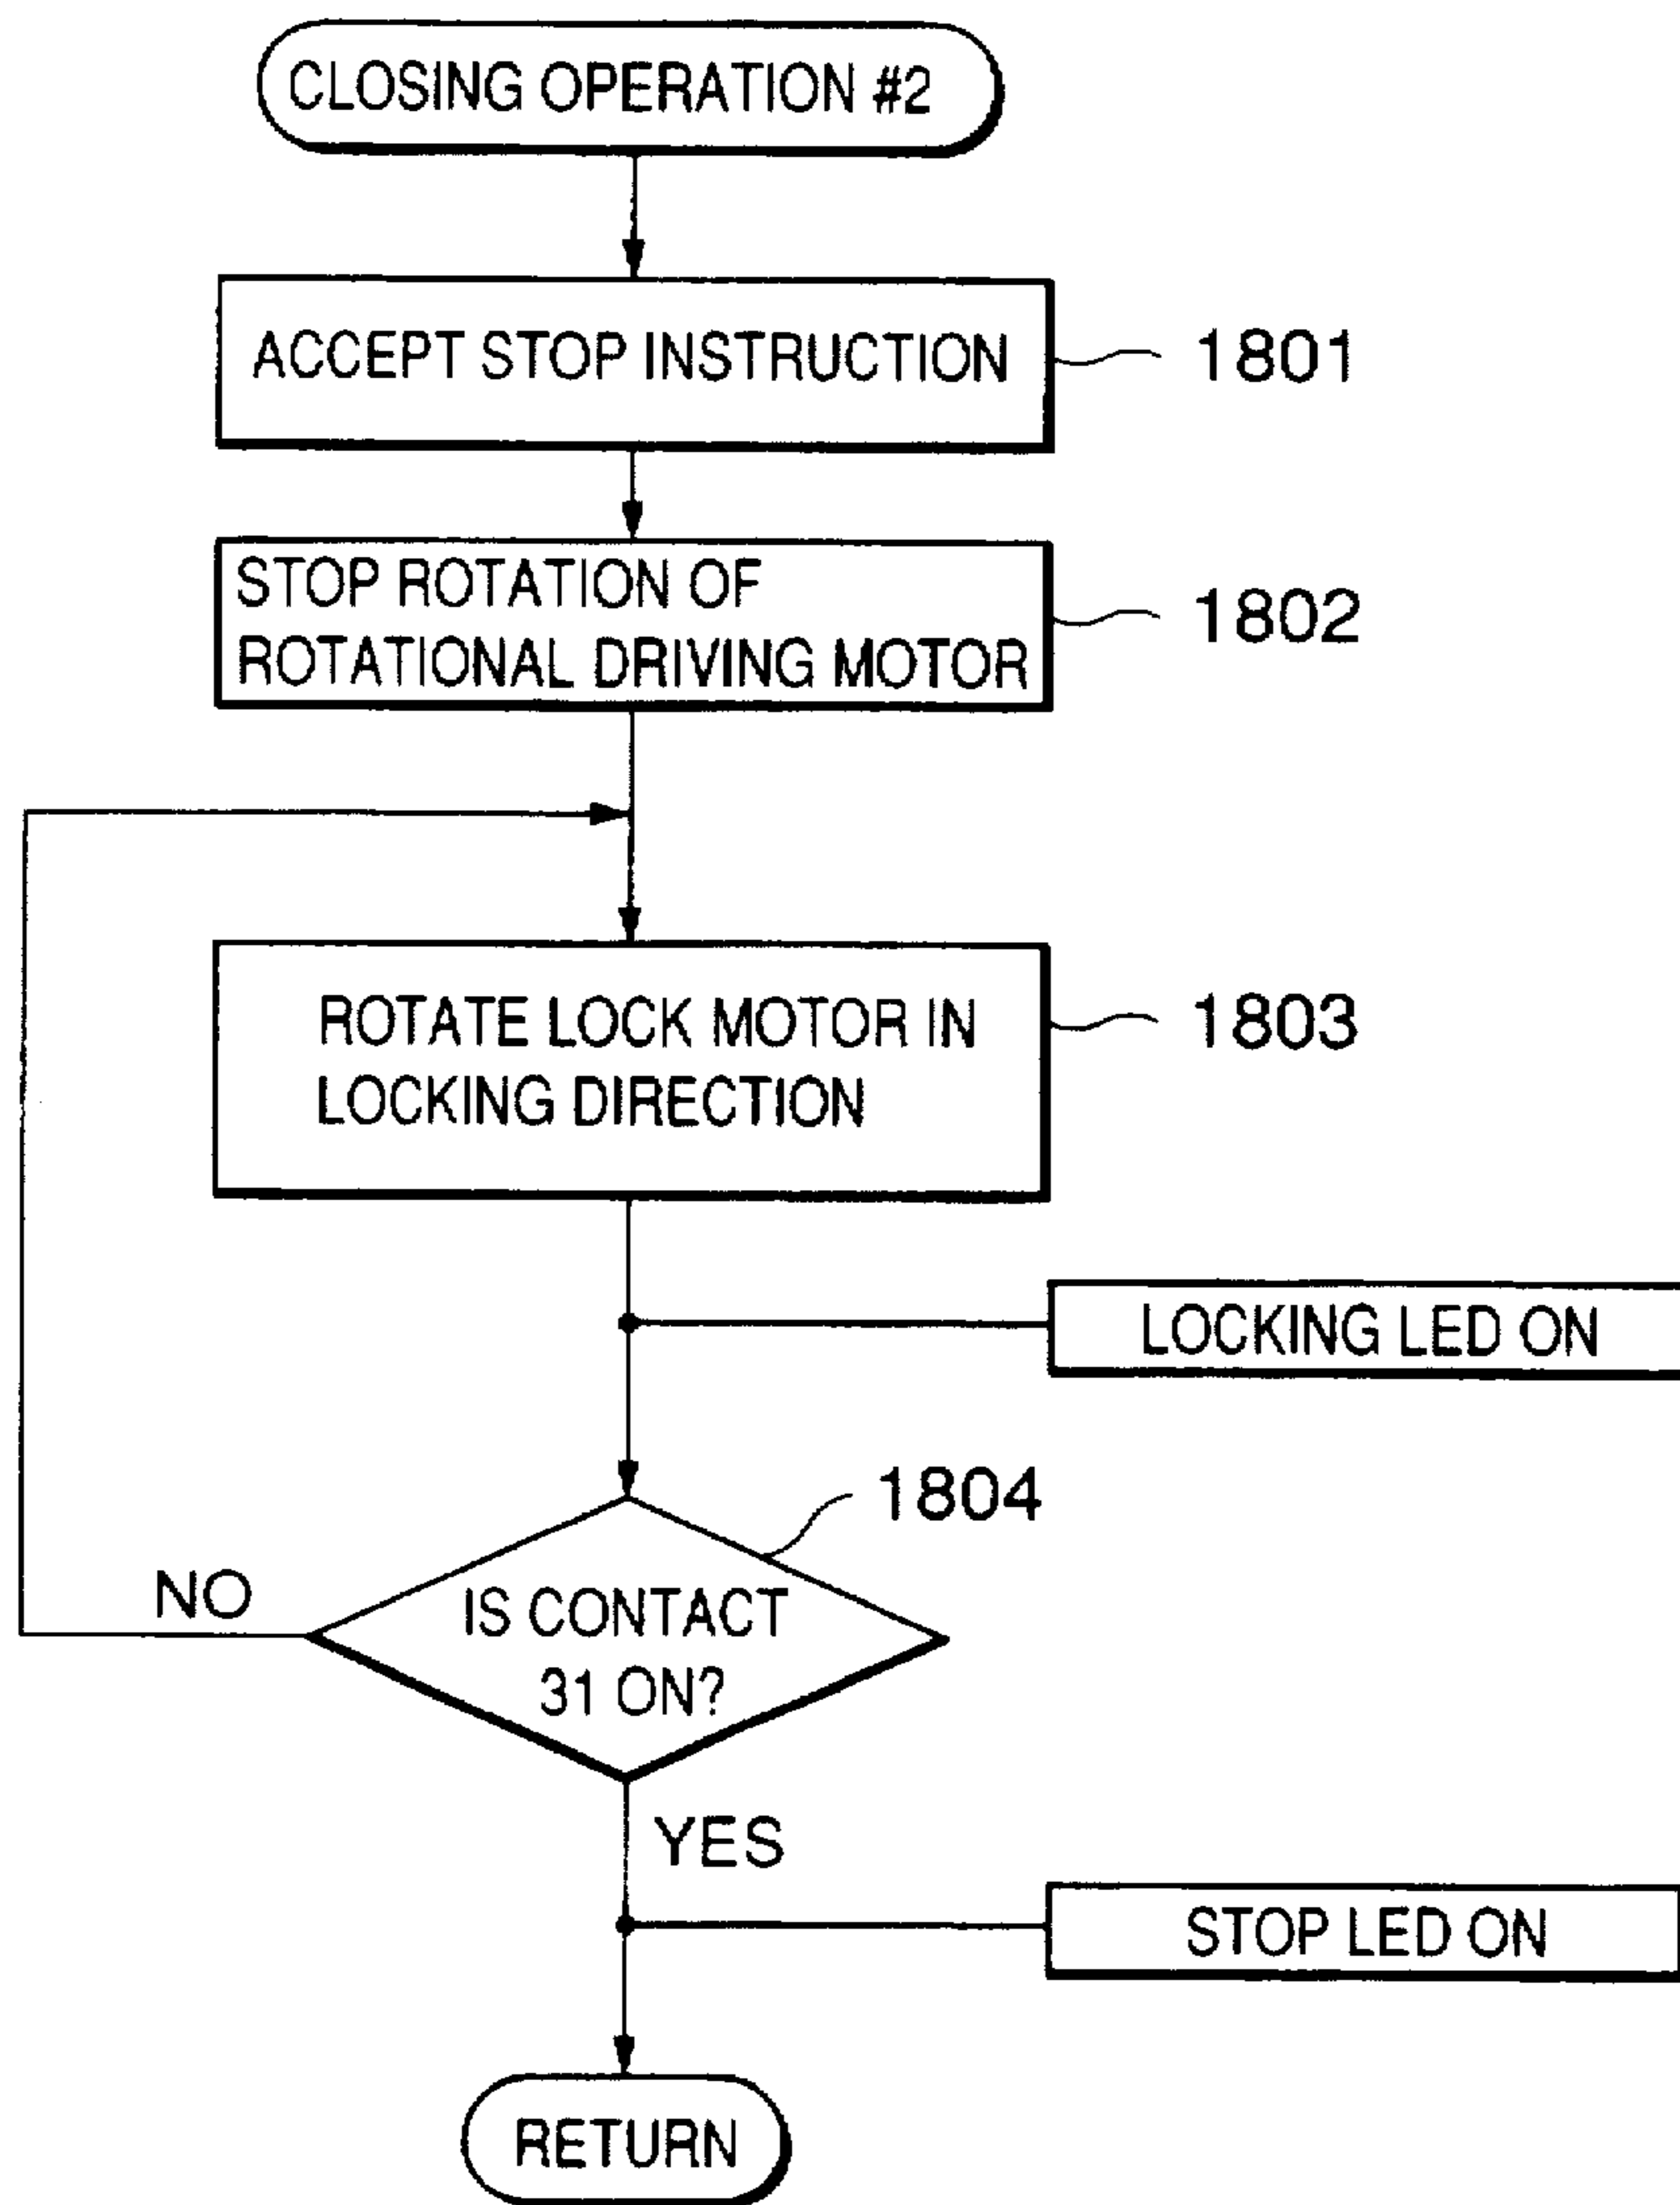 CLOSING OPERATION #2
ACCEPT STOP INSTRUCTION
1801
STOP ROTATION OF
ROTATIONAL DRIVING MOTOR
1802
ROTATE LOCK MOTOR IN
LOCKING DIRECTION
1803
LOCKING LED ON
1804
IS CONTACT
31 ON?
NO
YES
STOP LED ON
RETURN